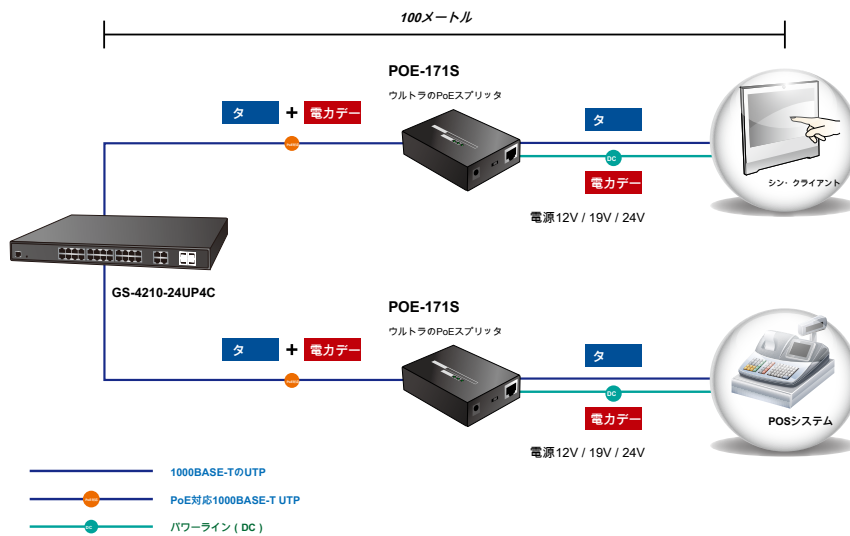 100メートル
POE-171S
ウルトラのPoEスプリッタ
タ + 電力デー
タ
DC
電力デー
電源12V / 19V / 24V
シン・クライアント
GS-4210-24UP4C
POE-171S
ウルトラのPoEスプリッタ
タ + 電力デー
タ
DC
電力デー
電源12V / 19V / 24V
POSシステム
1000BASE-TのUTP
PoE対応1000BASE-T UTP
DC
パワーライン ( DC )